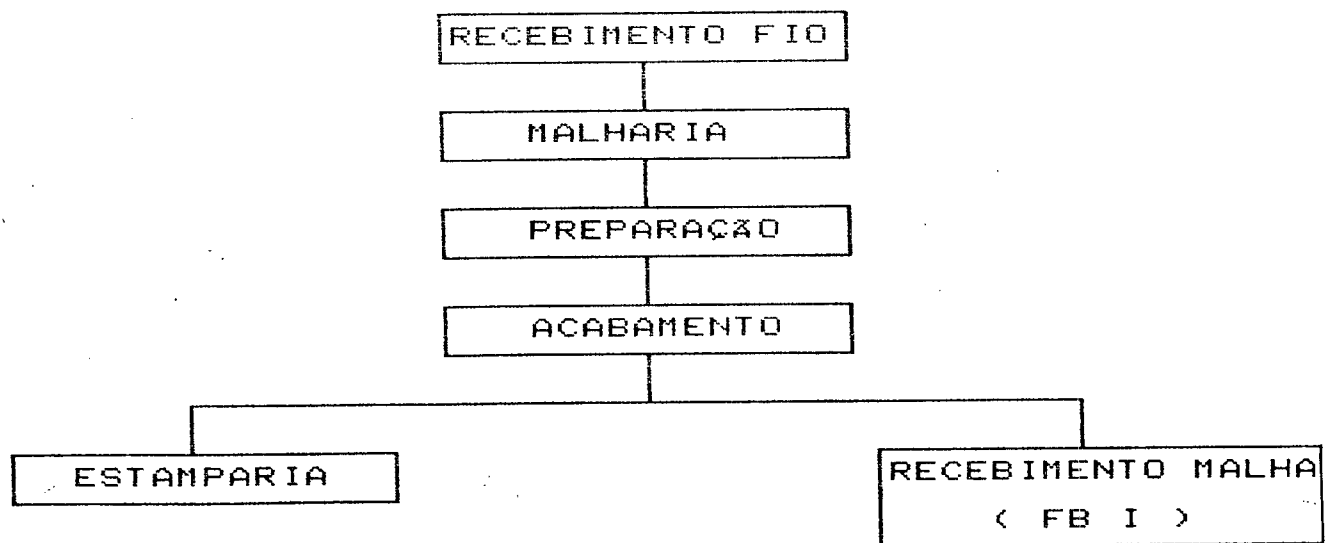 RECEBIMENTO FIO
MALHARIA
PREPARAÇÃO
ACABAMENTO
ESTAMPARIA
RECEBIMENTO MALHA
( FB I )